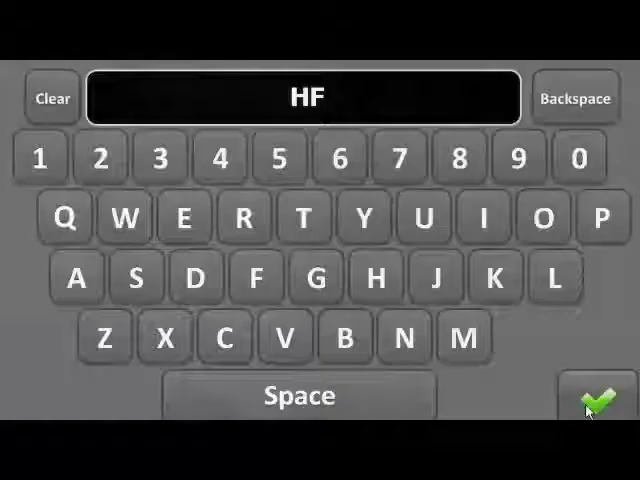 Clear HF Backspace
1 2 3 4 5 6 7 8 9 0
Q W E R T Y U I O P
A S D F G H J K L
Z X C V B N M
Space